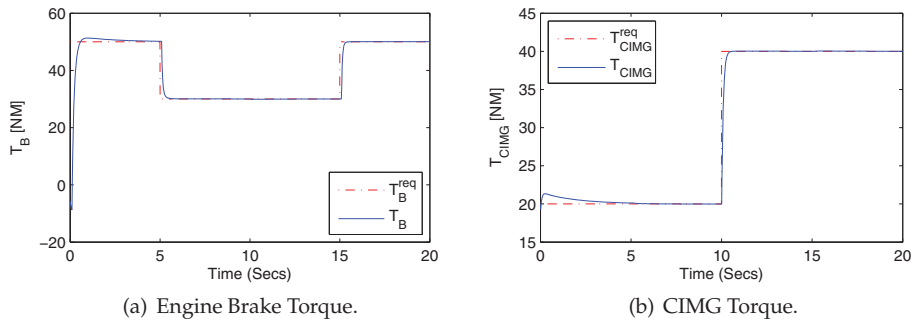 60
40
20
0
−20
T_B [NM]
0 5 10 15 20
Time (Secs)
T_B^req
T_B
(a) Engine Brake Torque.
45
40
35
30
25
20
15
T_CIMG [NM]
0 5 10 15 20
Time (Secs)
T_CIMG^req
T_CIMG
(b) CIMG Torque.